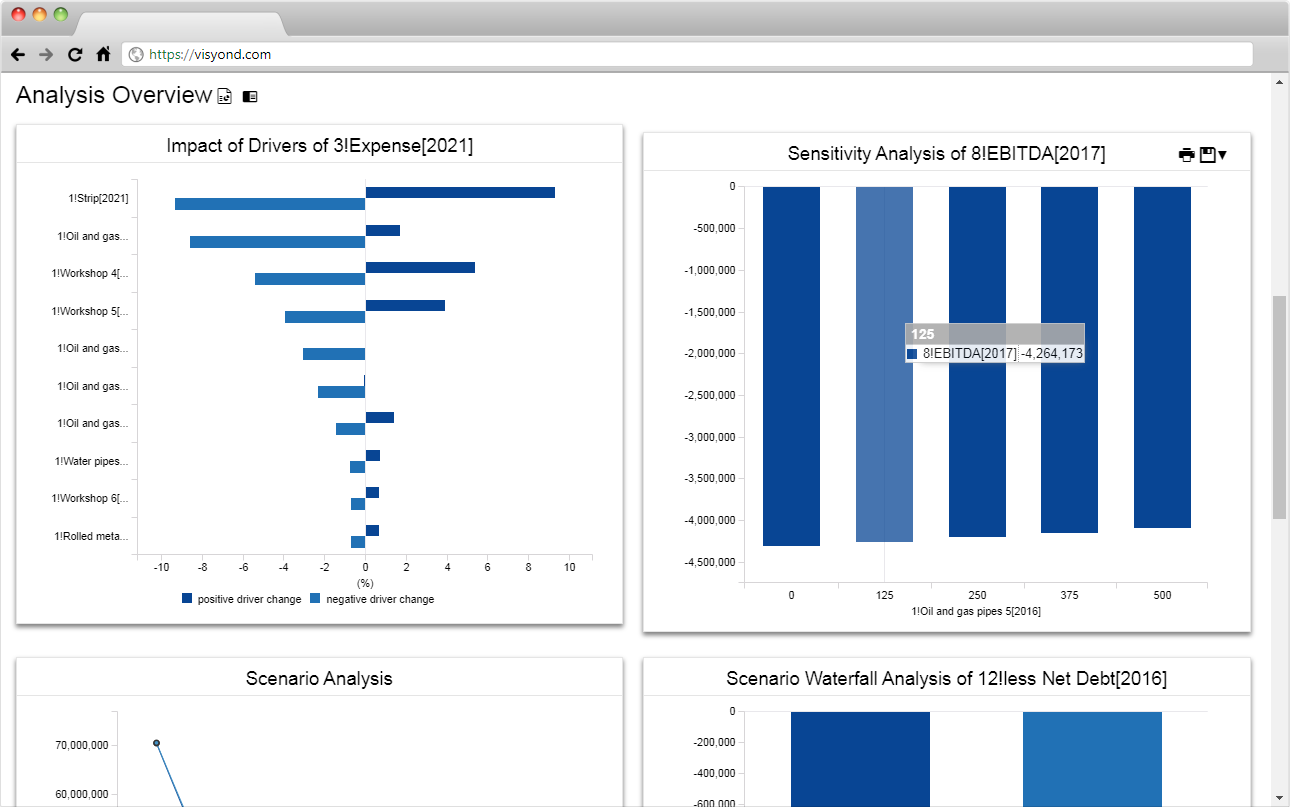 https://visyond.com
Analysis Overview
Impact of Drivers of 3!Expense[2021]
1!Strip[2021]
1!Oil and gas...
1!Workshop 4[...
1!Workshop 5[...
1!Oil and gas...
1!Oil and gas...
1!Oil and gas...
1!Water pipes...
1!Workshop 6[...
1!Rolled meta...
-10 -8 -6 -4 -2 0 2 4 6 8 10
(%)
positive driver change negative driver change
Sensitivity Analysis of 8!EBITDA[2017]
0
-500,000
-1,000,000
-1,500,000
-2,000,000
-2,500,000
-3,000,000
-3,500,000
-4,000,000
-4,500,000
125
8!EBITDA[2017] -4,264,173
0 125 250 375 500
1!Oil and gas pipes 5[2016]
Scenario Analysis
70,000,000
60,000,000
Scenario Waterfall Analysis of 12!less Net Debt[2016]
0
-200,000
-400,000
-600,000